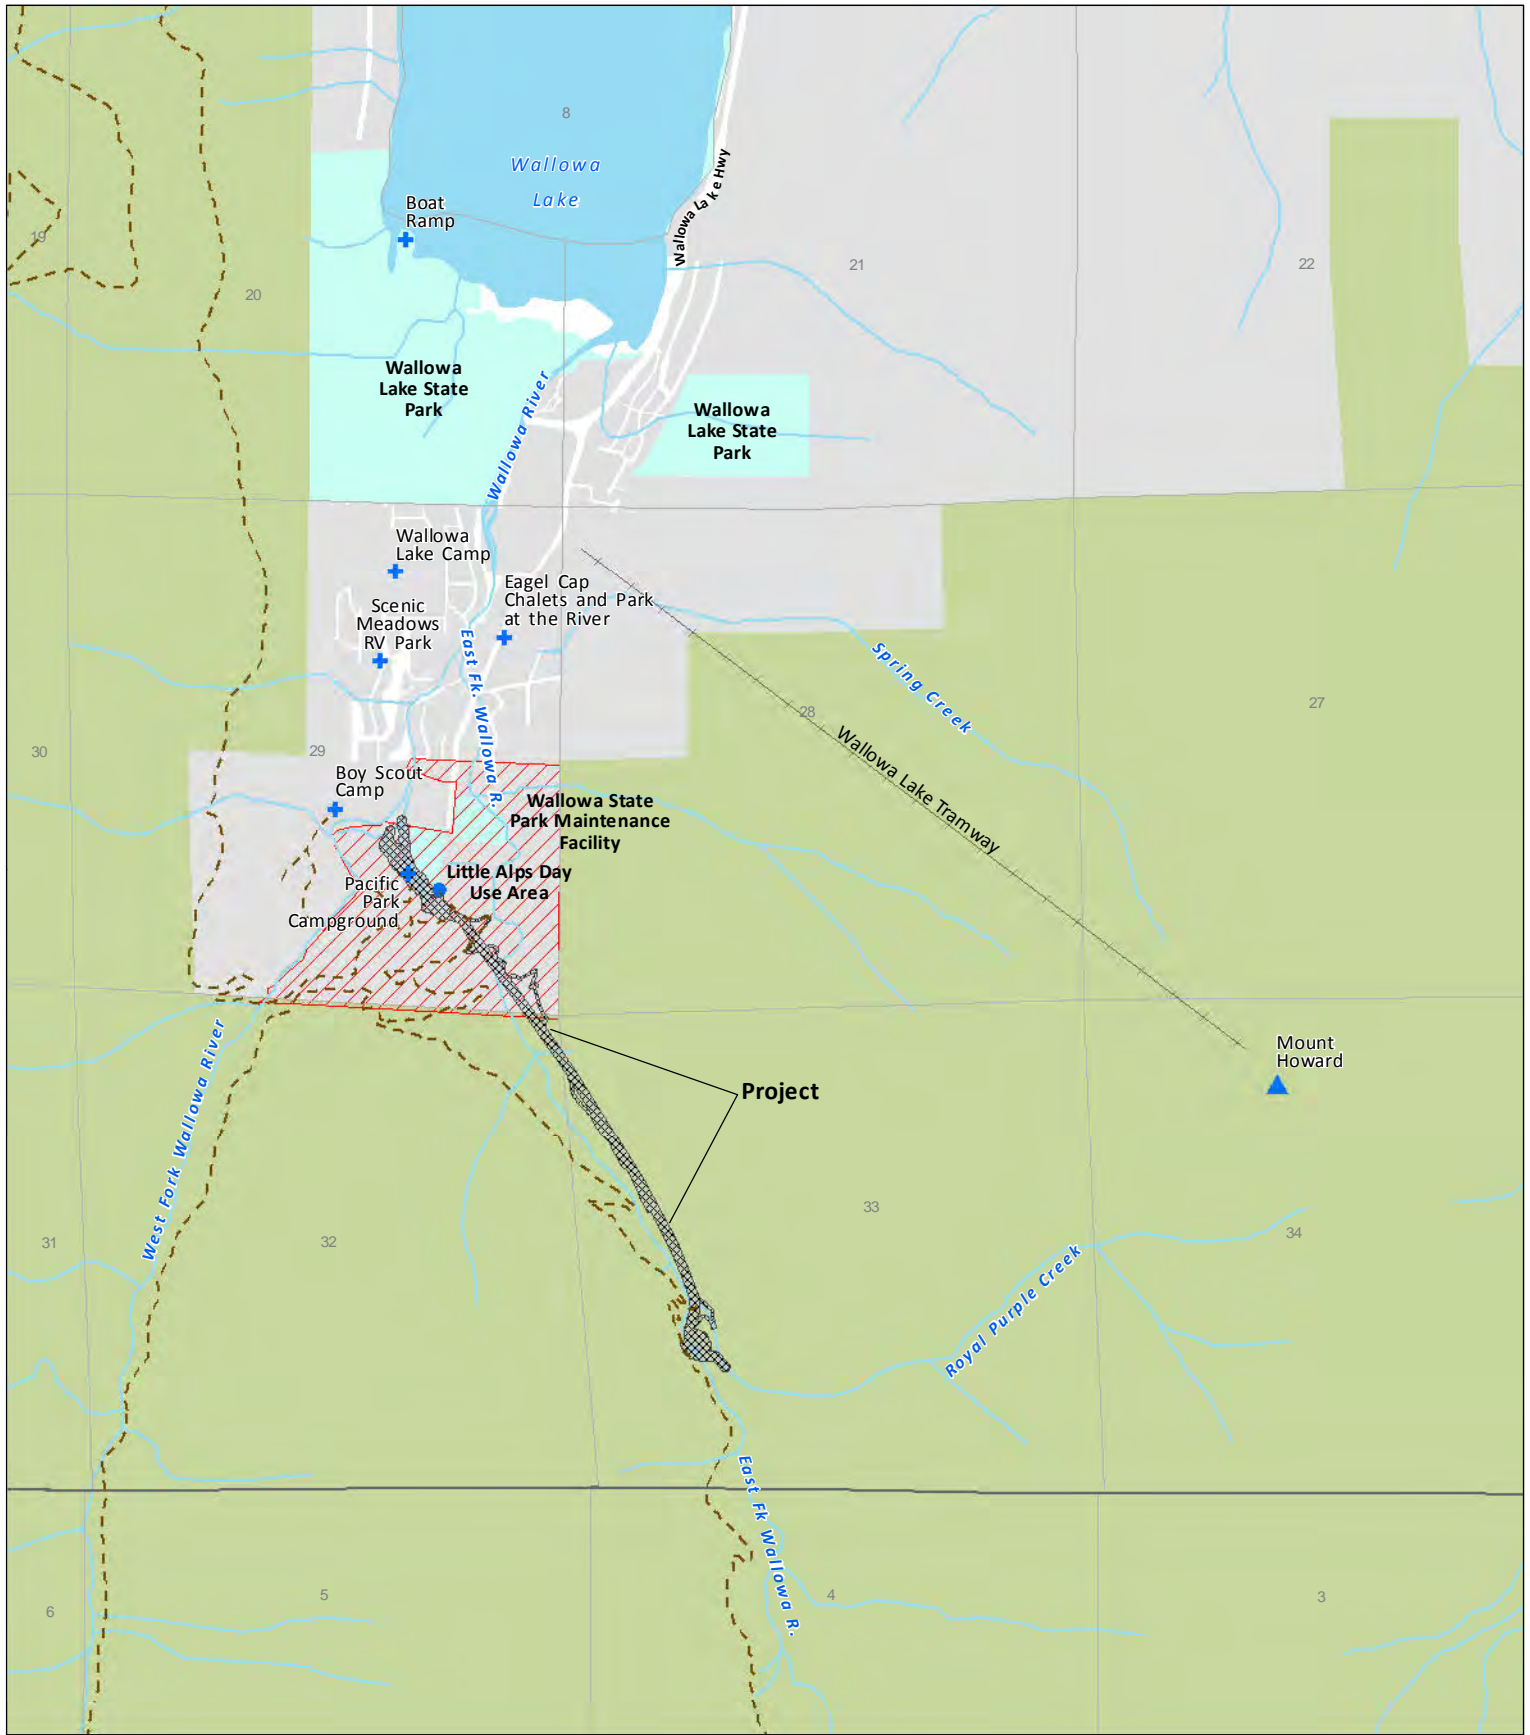 8
Wallowa
Lake
Wallowa Lake Hwy
Boat
Ramp
19
20
21
22
Wallowa
Lake State
Park
Wallowa River
Wallowa
Lake State
Park
Wallowa
Lake Camp
Eagel Cap
Chalets and Park
at the River
Scenic
Meadows
RV Park
East Fk. Wallowa R.
Spring Creek
28
27
Wallowa Lake Tramway
30
29
Boy Scout
Camp
Wallowa State
Park Maintenance
Facility
Little Alps Day
Use Area
Pacific
Park
Campground
West Fork Wallowa River
Mount
Howard
Project
33
34
31
32
Royal Purple Creek
East Fk Wallowa R.
6
5
4
3